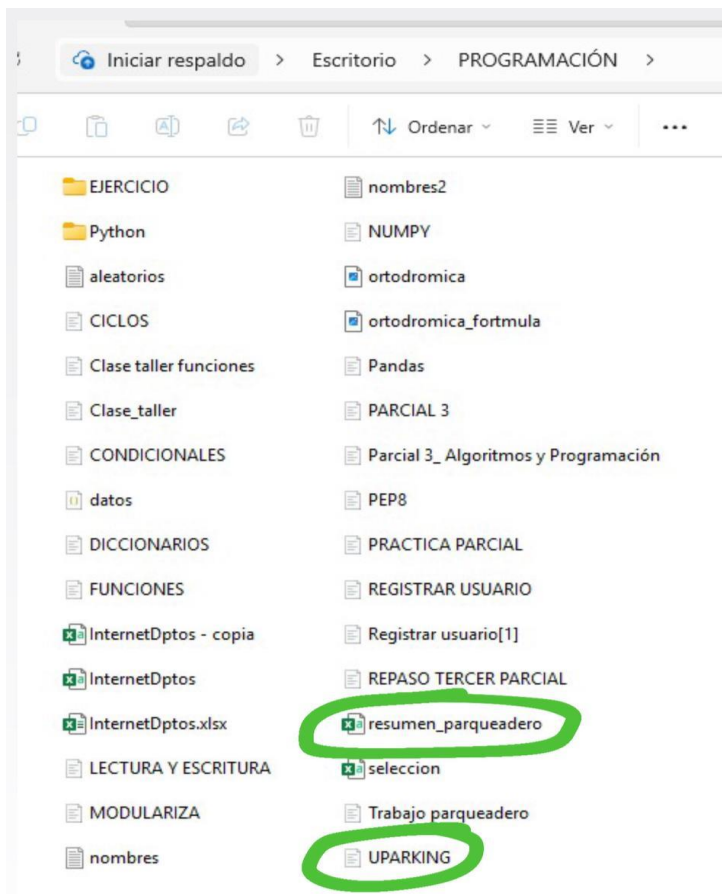 Iniciar respaldo > Escritorio > PROGRAMACIÓN >
Ordenar Ver ...
EJERCICIO
Python
aleatorios
CICLOS
Clase taller funciones
Clase_taller
CONDICIONALES
datos
DICCIONARIOS
FUNCIONES
InternetDptos - copia
InternetDptos
InternetDptos.xlsx
LECTURA Y ESCRITURA
MODULARIZA
nombres
nombres2
NUMPY
ortodromica
ortodromica_fortmula
Pandas
PARCIAL 3
Parcial 3_ Algoritmos y Programación
PEP8
PRACTICA PARCIAL
REGISTRAR USUARIO
Registrar usuario[1]
REPASO TERCER PARCIAL
resumen_parqueadero
seleccion
Trabajo parqueadero
UPARKING